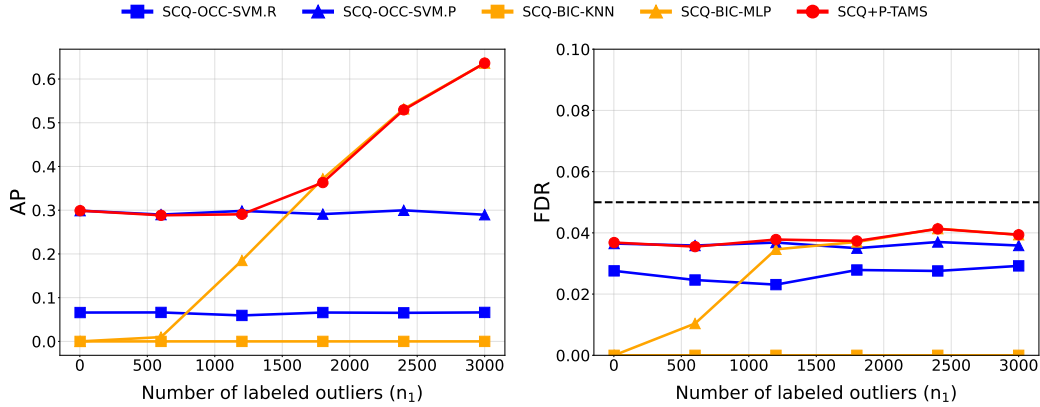 SCQ-OCC-SVM.R SCQ-OCC-SVM.P SCQ-BIC-KNN SCQ-BIC-MLP SCQ+P-TAMS
AP
0.6
0.5
0.4
0.3
0.2
0.1
0.0
0 500 1000 1500 2000 2500 3000
Number of labeled outliers (n₁)
FDR
0.10
0.08
0.06
0.04
0.02
0.00
0 500 1000 1500 2000 2500 3000
Number of labeled outliers (n₁)